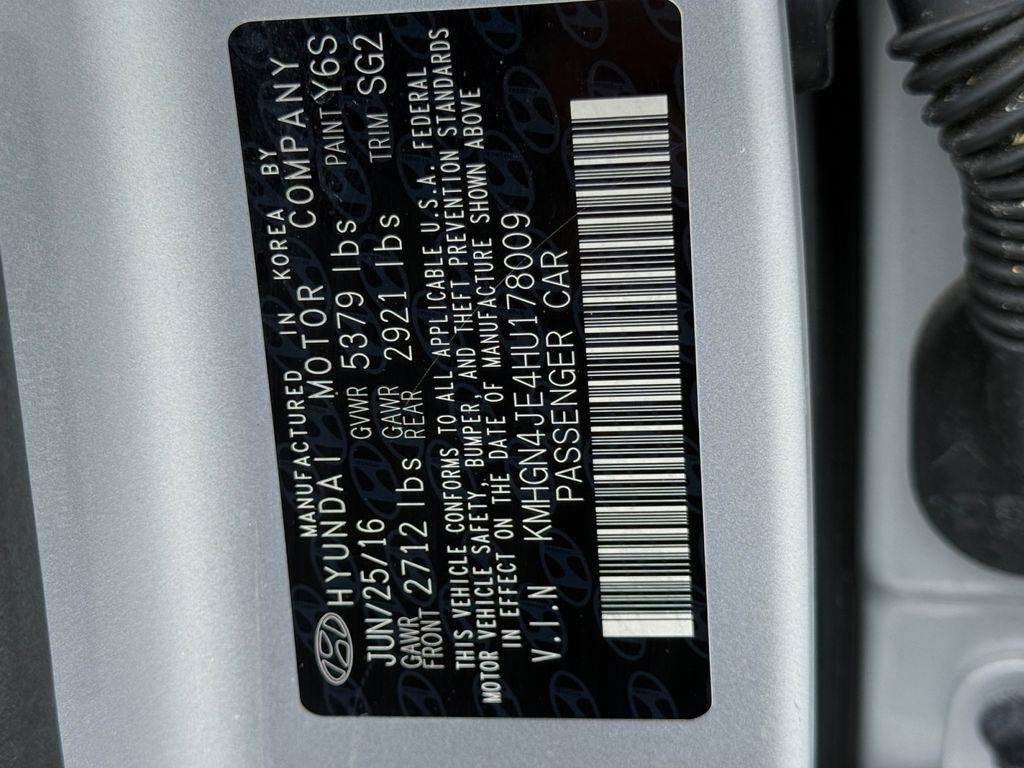 MANUFACTURED IN KOREA BY
HYUNDAI MOTOR COMPANY
JUN/25/16 GVWR 5379 lbs PAINT Y6S
GAWR FRONT 2712 lbs GAWR REAR 2921 lbs TRIM SG2
THIS VEHICLE CONFORMS TO ALL APPLICABLE U.S.A. FEDERAL
MOTOR VEHICLE SAFETY, BUMPER, AND THEFT PREVENTION STANDARDS
IN EFFECT ON THE DATE OF MANUFACTURE SHOWN ABOVE
V.I.N KMHGN4JE4HU178009
PASSENGER CAR